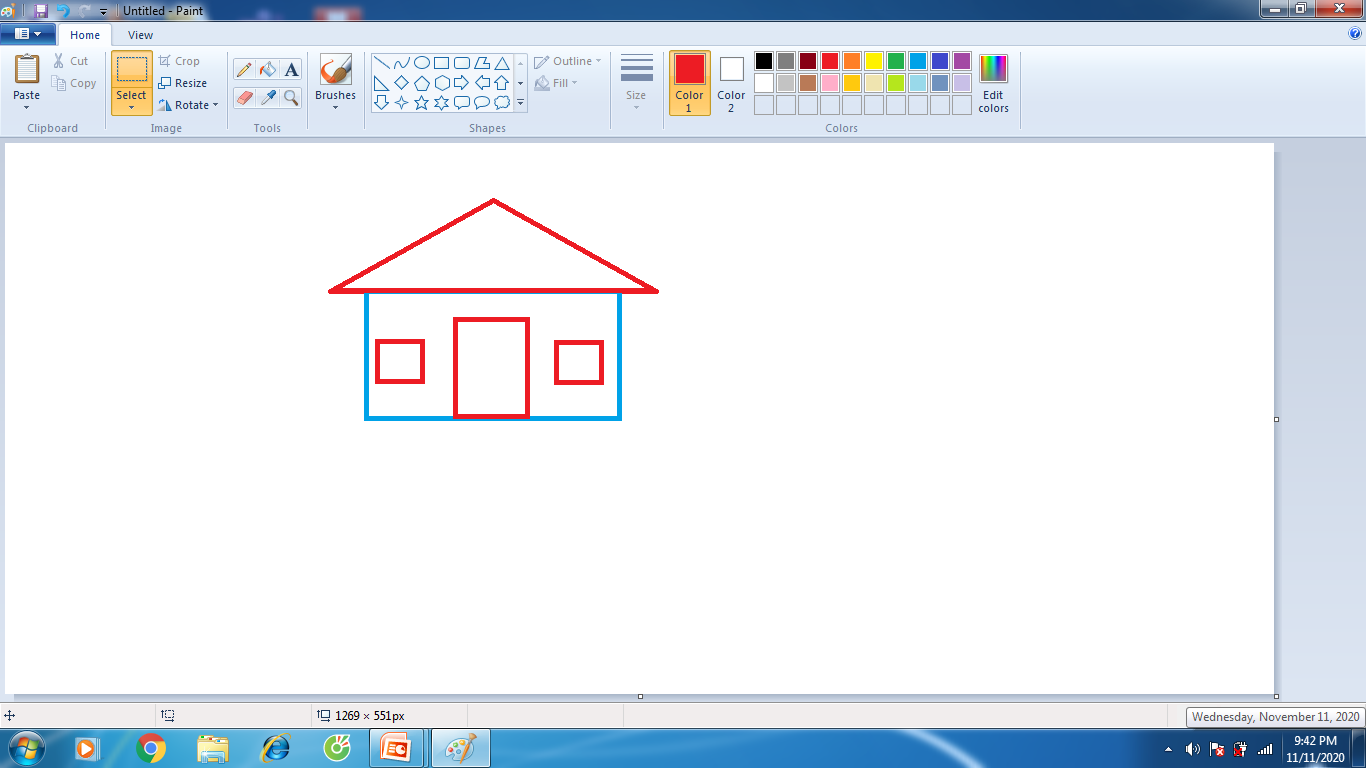 Untitled - Paint
Home View
Paste
Cut
Copy
Clipboard
Select
Crop
Resize
Rotate
Image
A
Tools
Brushes
Shapes
Outline
Fill
Size
Color 1
Color 2
Colors
Edit colors
1269 × 551px
Wednesday, November 11, 2020
9:42 PM
11/11/2020